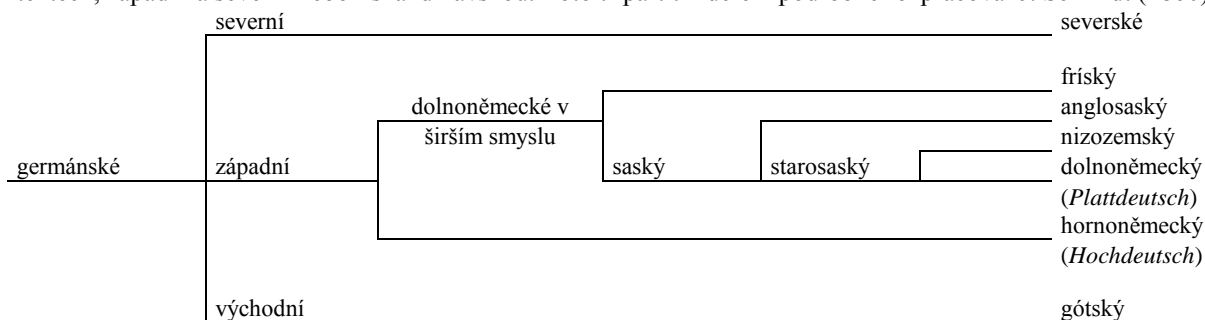 severní severské
fríský
dolnoněmecké v anglosaský
širším smyslu nizozemský
germánské západní saský starosaský dolnoněmecký
(Plattdeutsch)
hornoněmecký
(Hochdeutsch)
východní gótský